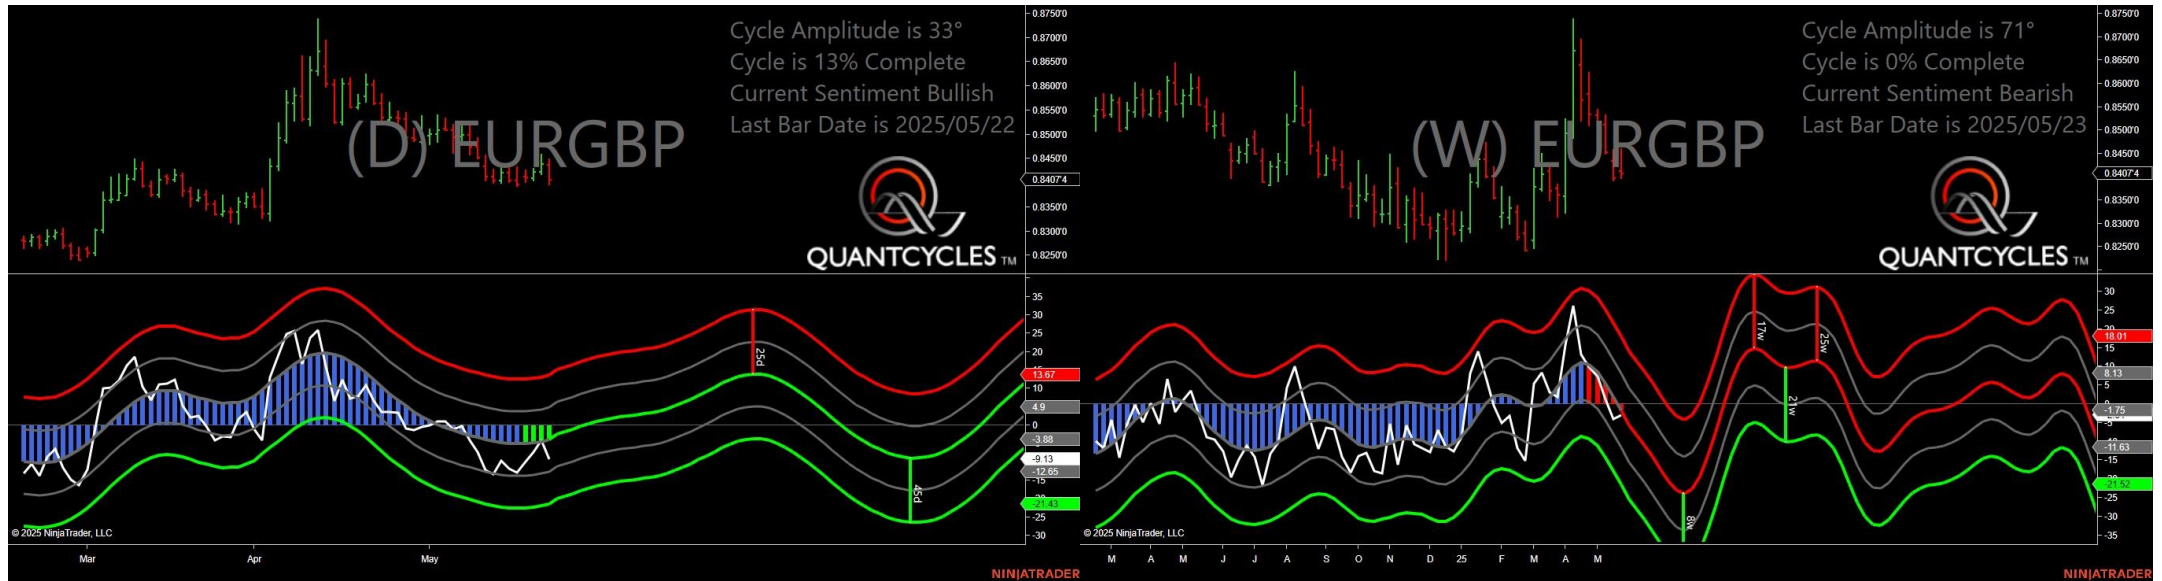 Cycle Amplitude is 33°
Cycle is 13% Complete
Current Sentiment Bullish
Last Bar Date is 2025/05/22
(D) EURGBP
QUANTCYCLES TM
0.8750'0
0.8700'0
0.8650'0
0.8600'0
0.8550'0
0.8500'0
0.8450'0
0.8407'4
0.8350'0
0.8300'0
0.8250'0
35
30
25
20
15
13.67
10
4.9
0
-3.88
-9.13
-12.65
-15
-21.43
-25
-30
25d
45d
© 2025 NinjaTrader, LLC
Mar
Apr
May
NINJATRADER
Cycle Amplitude is 71°
Cycle is 0% Complete
Current Sentiment Bearish
Last Bar Date is 2025/05/23
(W) EURGBP
QUANTCYCLES TM
0.8750'0
0.8700'0
0.8650'0
0.8600'0
0.8550'0
0.8500'0
0.8450'0
0.8407'4
0.8350'0
0.8300'0
0.8250'0
30
25
18.01
15
8.13
5
-1.75
-5
-11.63
-15
-21.52
-25
-30
-35
17w
25w
21w
8w
© 2025 NinjaTrader, LLC
M
A
M
J
J
A
S
O
N
D
25
F
M
A
M
NINJATRADER